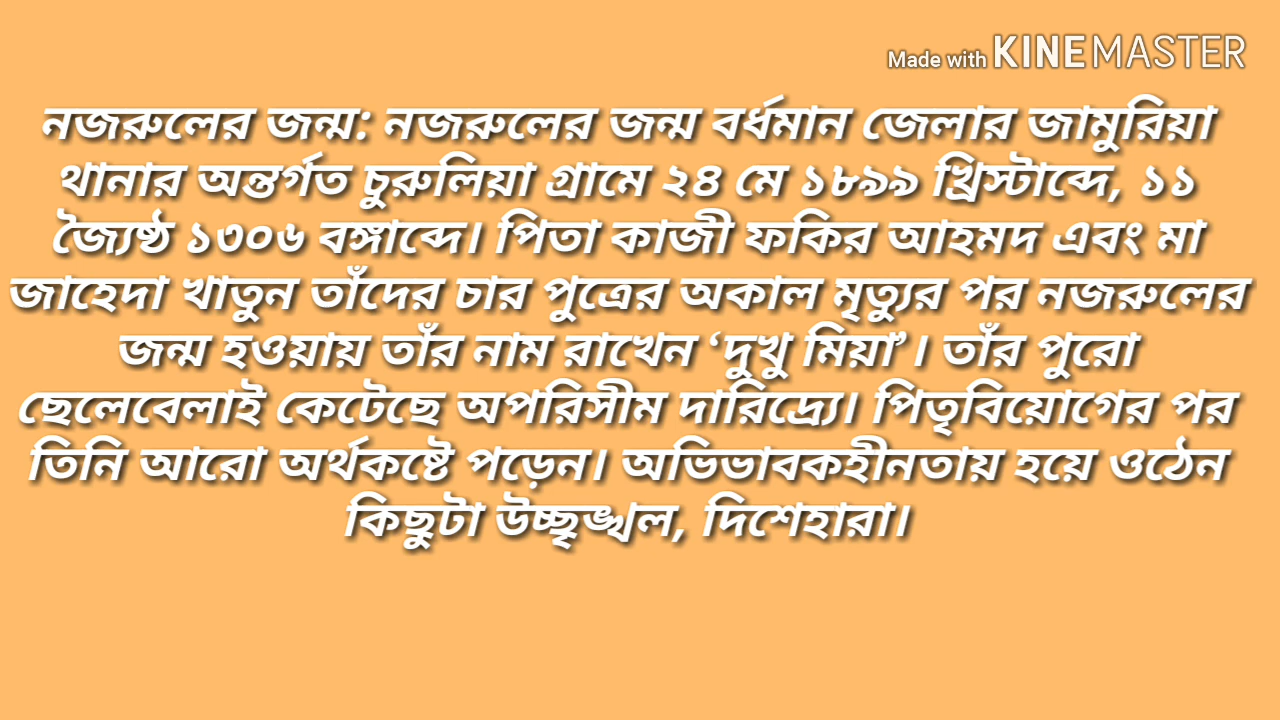 Made with KINEMASTER
নজরুলের জন্ম: নজরুলের জন্ম বর্ধমান জেলার জামুরিয়া
থানার অন্তর্গত চুরুলিয়া গ্রামে ২৪ মে ১৮৯৯ খ্রিস্টাব্দে, ১১
জ্যৈষ্ঠ ১৩০৬ বঙ্গাব্দে। পিতা কাজী ফকির আহমদ এবং মা
জাহেদা খাতুন তাঁদের চার পুত্রের অকাল মৃত্যুর পর নজরুলের
জন্ম হওয়ায় তাঁর নাম রাখেন ‘দুখু মিয়া’। তাঁর পুরো
ছেলেবেলাই কেটেছে অপরিসীম দারিদ্র্যে। পিতৃবিয়োগের পর
তিনি আরো অর্থকষ্টে পড়েন। অভিভাবকহীনতায় হয়ে ওঠেন
কিছুটা উচ্ছৃঙ্খল, দিশেহারা।